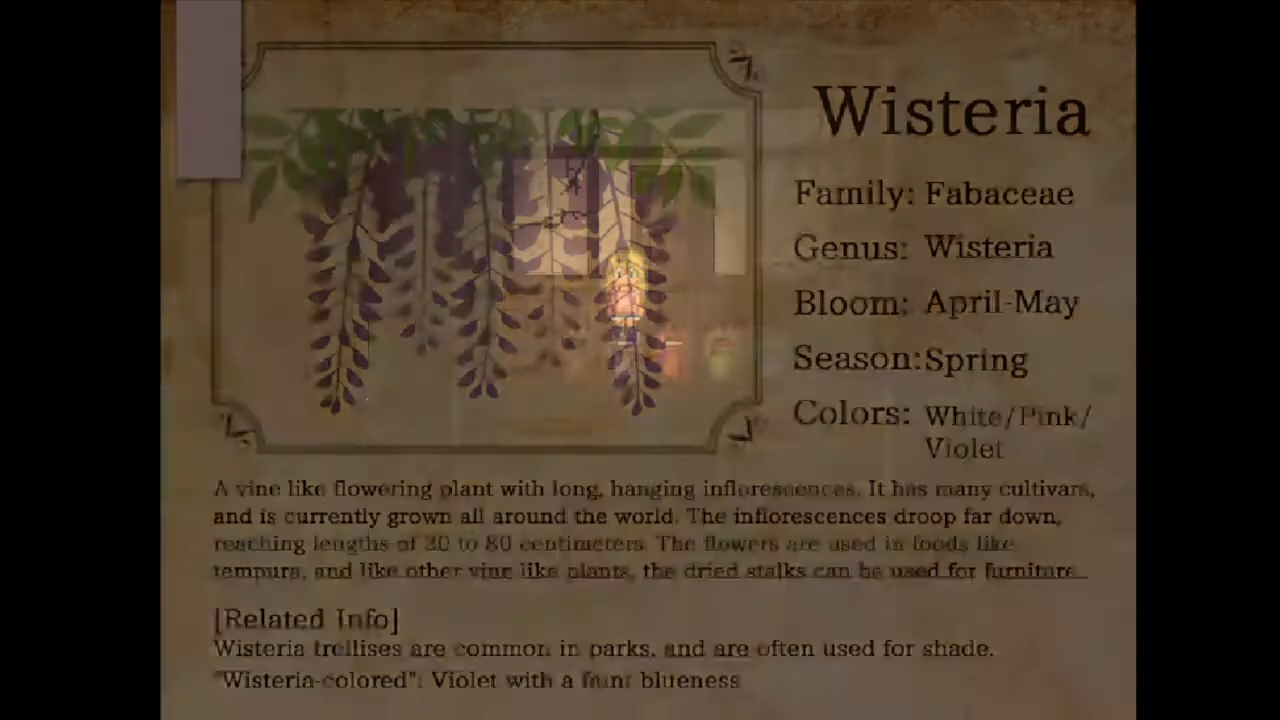 Wisteria
Family: Fabaceae
Genus: Wisteria
Bloom: April-May
Season: Spring
Colors: White/Pink/
Violet
A vine like flowering plant with long, hanging inflorescences. It has many cultivars,
and is currently grown all around the world. The inflorescences droop far down,
reaching lengths of 30 to 80 centimeters. The flowers are used in foods like
tempura, and like other vine like plants, the dried stalks can be used for furniture.
[Related Info]
Wisteria trellises are common in parks, and are often used for shade.
"Wisteria-colored": Violet with a faint blueness